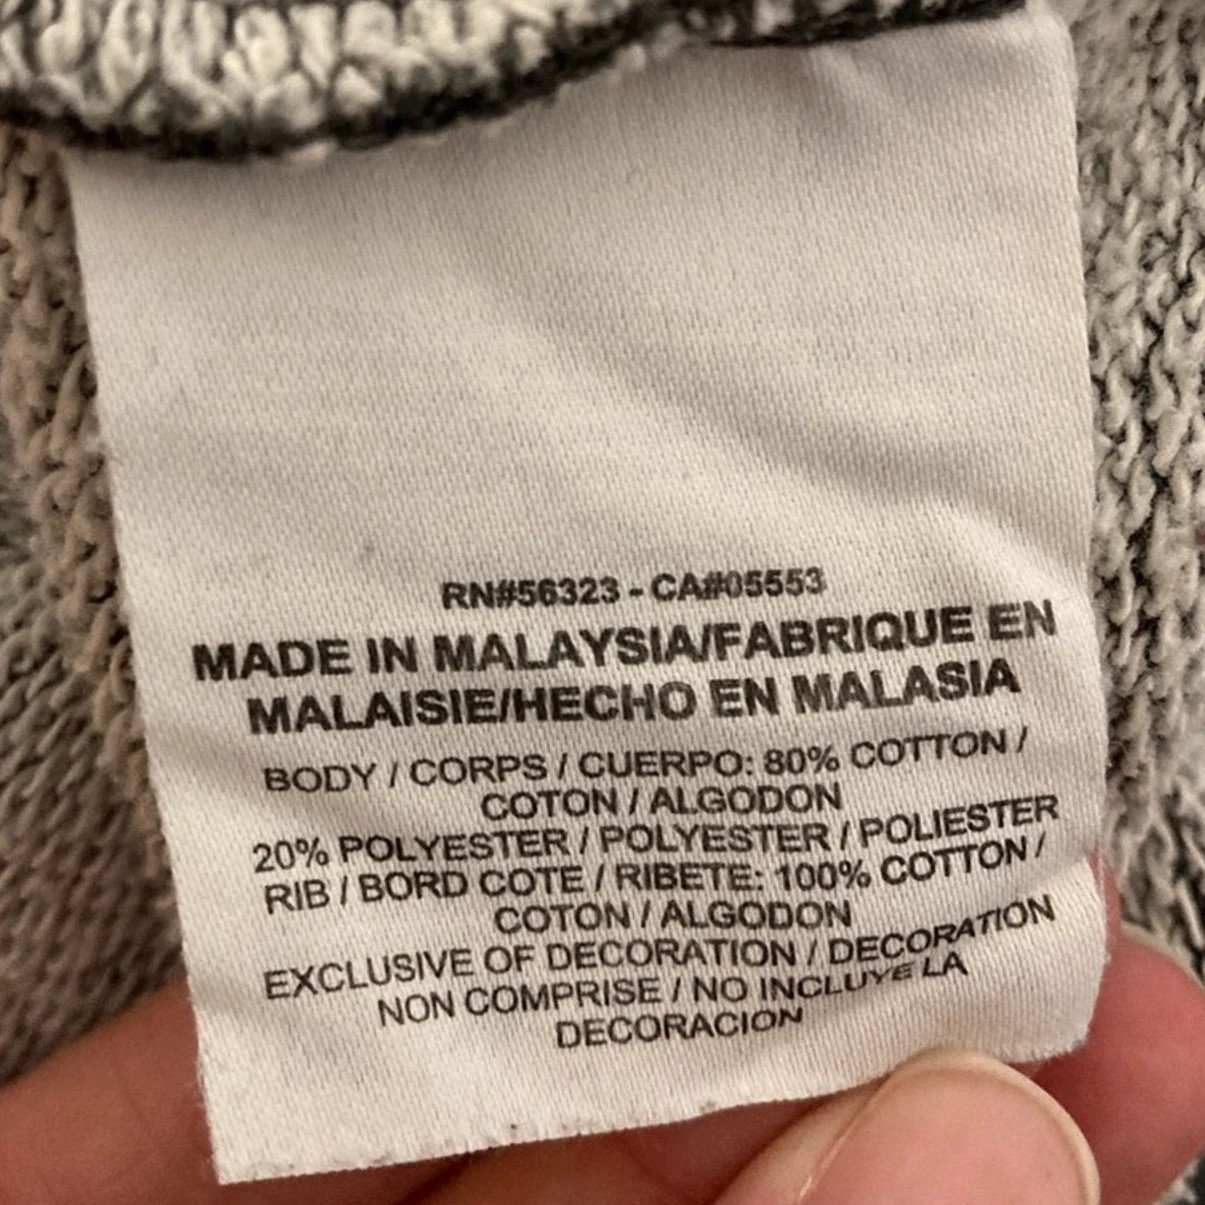 RN#56323 - CA#05553
MADE IN MALAYSIA/FABRIQUE EN
MALAISIE/HECHO EN MALASIA
BODY / CORPS / CUERPO: 80% COTTON /
COTON / ALGODON
20% POLYESTER / POLYESTER / POLIESTER
RIB / BORD COTE / RIBETE: 100% COTTON /
COTON / ALGODON
EXCLUSIVE OF DECORATION / DECORATION
NON COMPRISE / NO INCLUYE LA
DECORACION